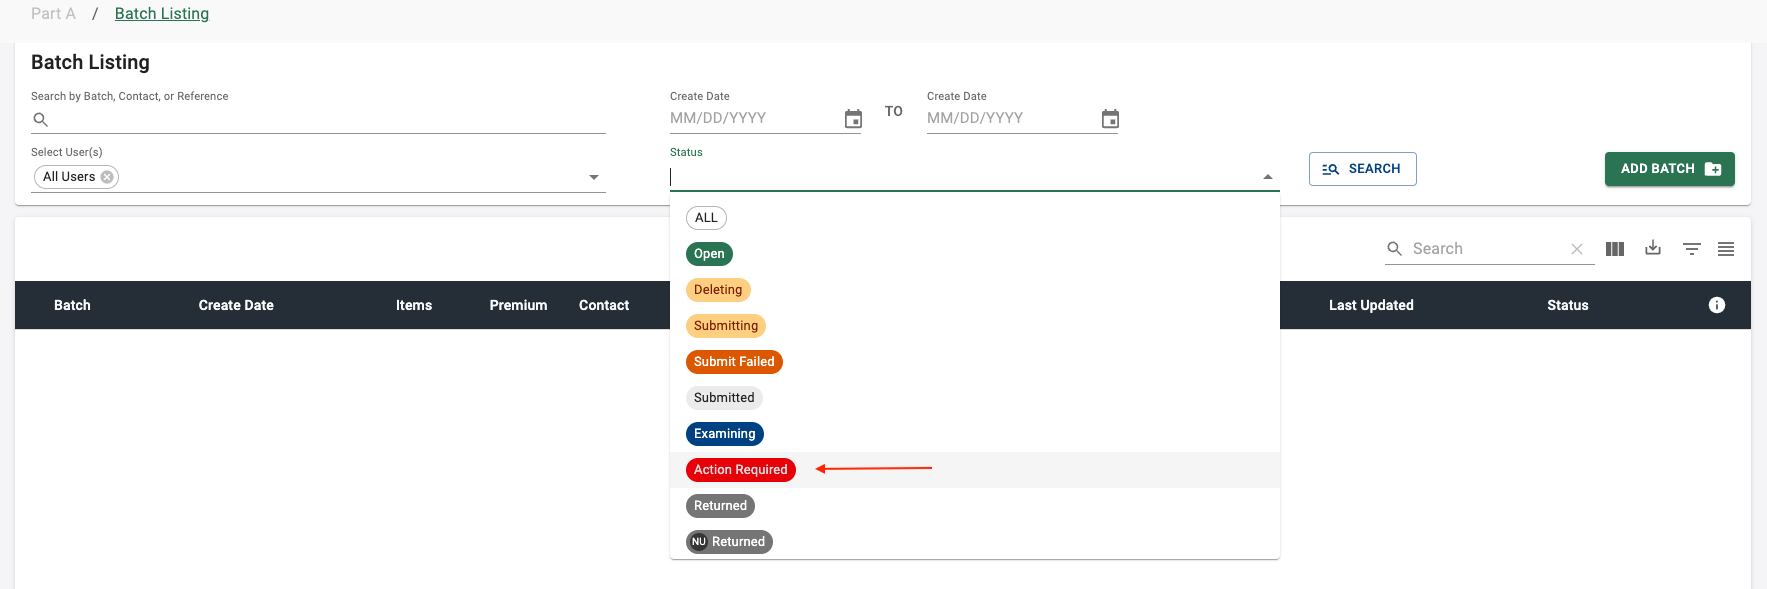 Part A / Batch Listing
Batch Listing
Search by Batch, Contact, or Reference
Create Date
MM/DD/YYYY
TO
Create Date
MM/DD/YYYY
Select User(s)
All Users
Status
SEARCH
ADD BATCH
ALL
Open
Deleting
Submitting
Submit Failed
Submitted
Examining
Action Required
Returned
NU Returned
Search
Batch Create Date Items Premium Contact Last Updated Status